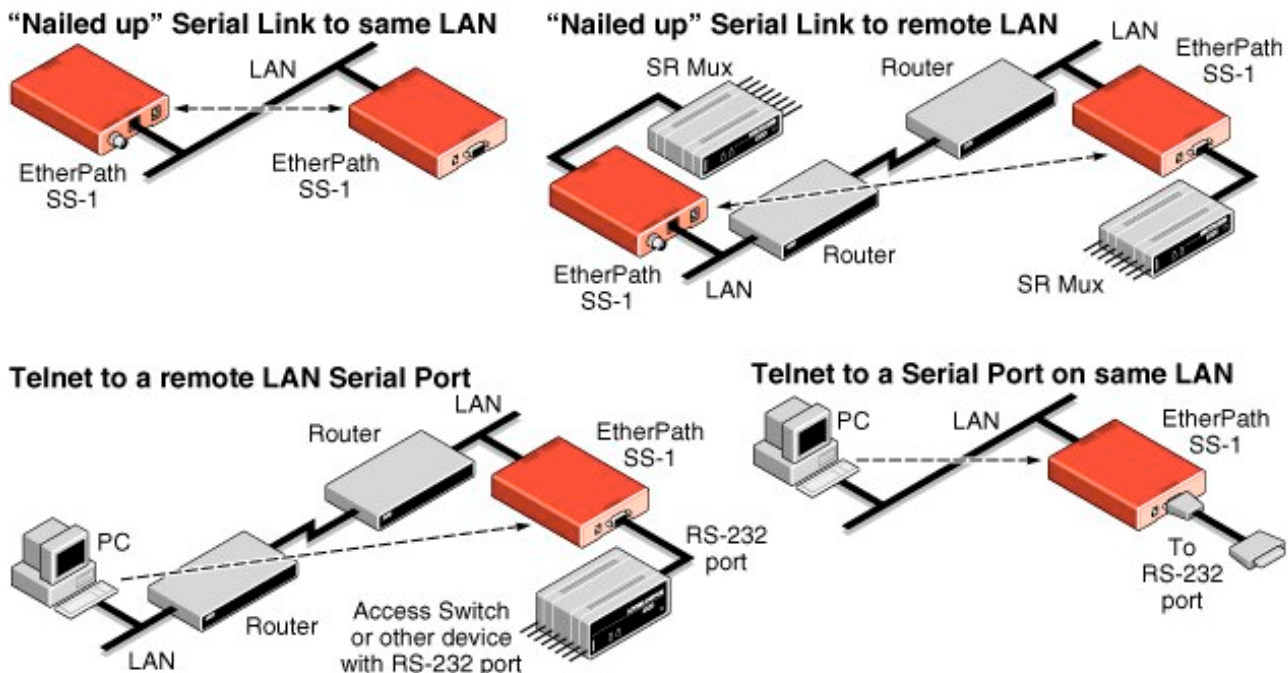 “Nailed up” Serial Link to same LAN
LAN
EtherPath
SS-1
EtherPath
SS-1
“Nailed up” Serial Link to remote LAN
LAN
EtherPath
SS-1
SR Mux
Router
EtherPath
SS-1
LAN
Router
SR Mux
Telnet to a remote LAN Serial Port
LAN
Router
EtherPath
SS-1
PC
RS-232
port
Router
LAN
Access Switch
or other device
with RS-232 port
Telnet to a Serial Port on same LAN
PC
LAN
EtherPath
SS-1
To
RS-232
port